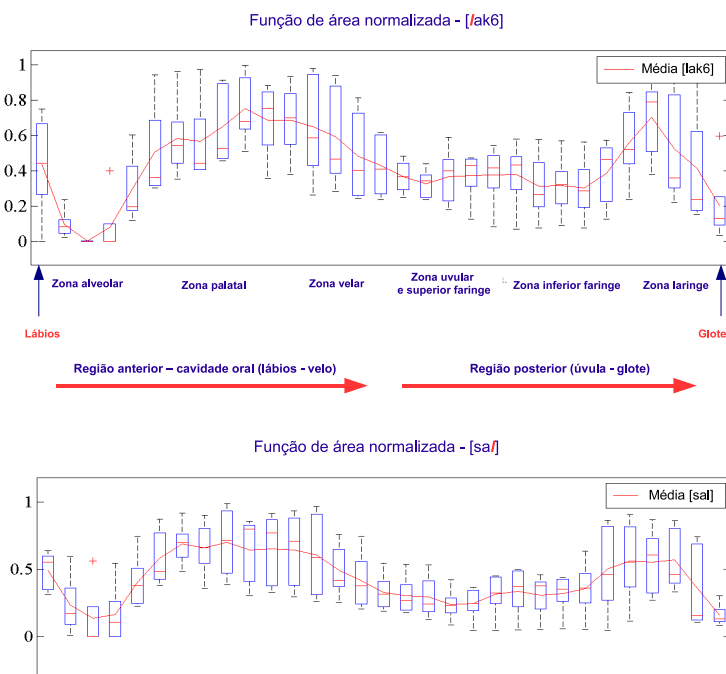 Função de área normalizada - [lak6]
Média [lak6]
1
0.8
0.6
0.4
0.2
0
Zona alveolar
Zona palatal
Zona velar
Zona uvular
e superior faringe
Zona inferior faringe
Zona laringe
Lábios
Glote
Região anterior – cavidade oral (lábios - velo)
Região posterior (úvula - glote)
Função de área normalizada - [sal]
Média [sal]
1
0.5
0